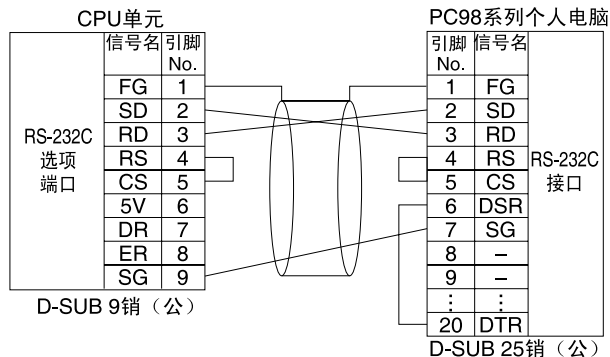 CPU单元
RS-232C
选项
端口
信号名 引脚
No.
FG 1
SD 2
RD 3
RS 4
CS 5
5V 6
DR 7
ER 8
SG 9
D-SUB 9销（公）
PC98系列个人电脑
引脚 信号名
No.
1 FG
2 SD
3 RD
4 RS
5 CS
6 DSR
7 SG
8 –
9 –
⋮ ⋮
20 DTR
RS-232C
接口
D-SUB 25销（公）